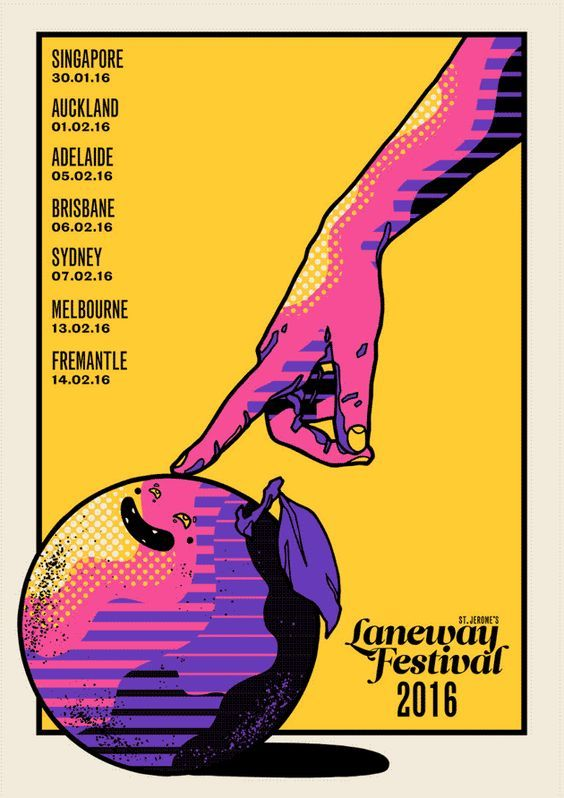 SINGAPORE
30.01.16
AUCKLAND
01.02.16
ADELAIDE
05.02.16
BRISBANE
06.02.16
SYDNEY
07.02.16
MELBOURNE
13.02.16
FREMANTLE
14.02.16
ST. JEROME'S
Laneway
Festival
2016